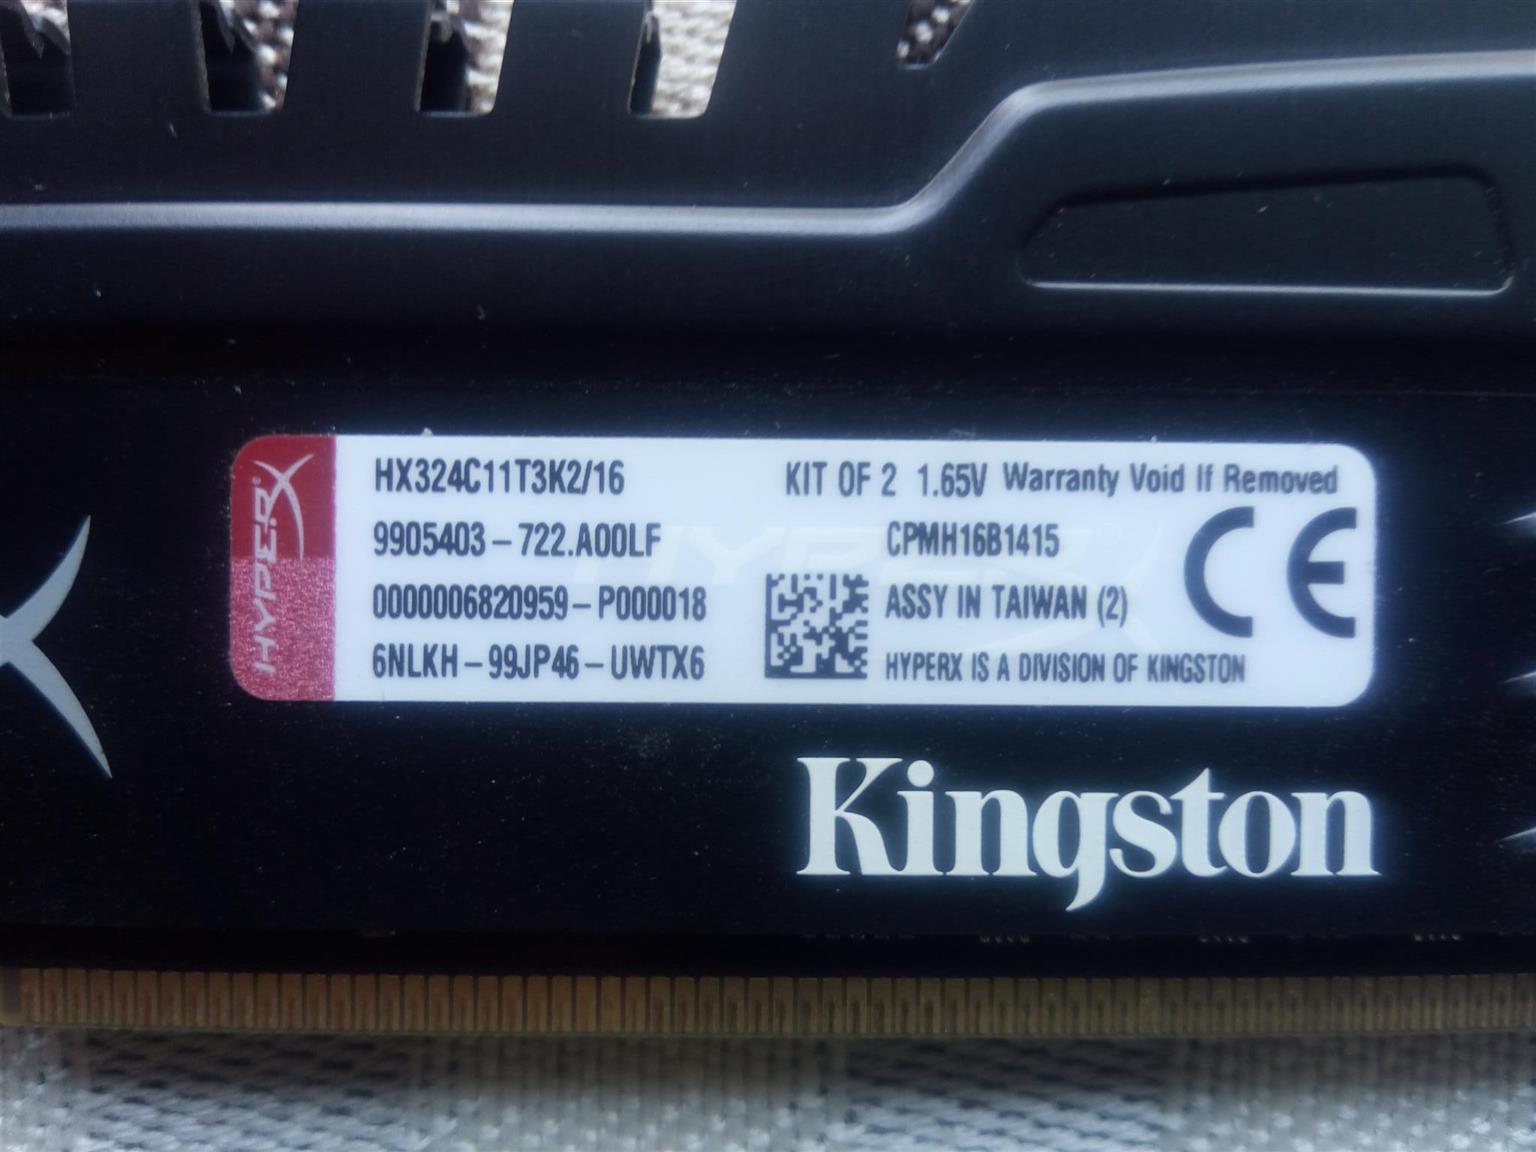 HYPERX
HX324C11T3K2/16
KIT OF 2 1.65V Warranty Void If Removed
9905403-722.A00LF
CPMH16B1415
0000006820959-P000018
ASSY IN TAIWAN (2)
6NLKH-99JP46-UWTX6
HYPERX IS A DIVISION OF KINGSTON
CE
HYPERX
Kingston